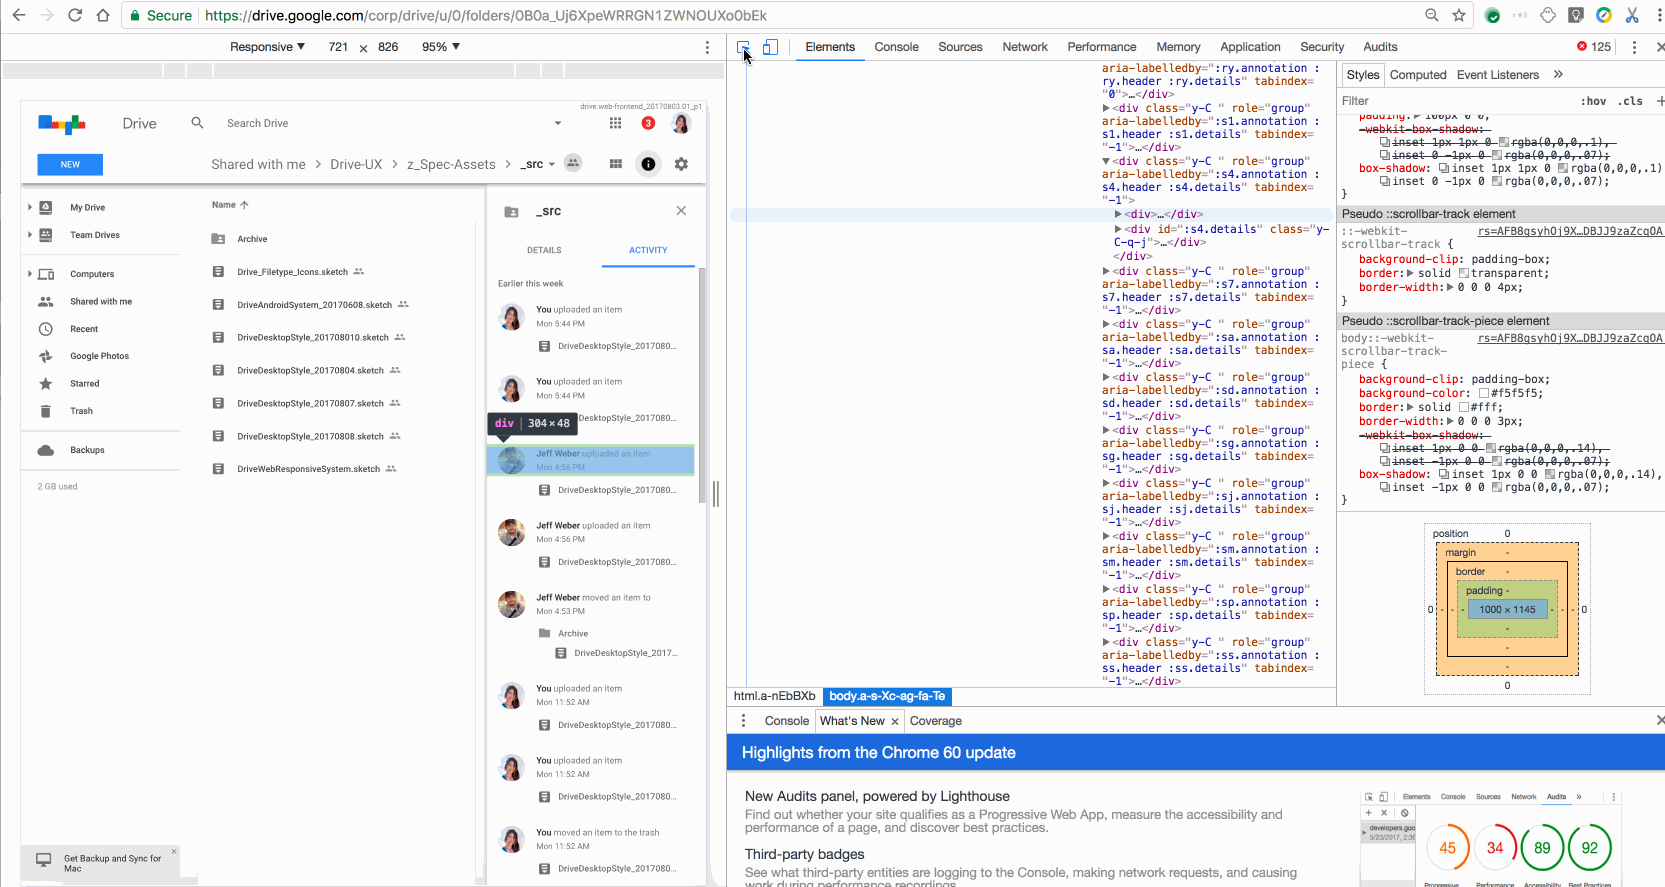 Secure https://drive.google.com/corp/drive/u/0/folders/0B0a_Uj6XpeWRRGN1ZWNOUXo0bEk
Responsive ▼ 721 × 826 95% ▼
Elements Console Sources Network Performance Memory Application Security Audits 125
drive.web-frontend_20170803.01_p1
Drive Search Drive 3
NEW Shared with me > Drive-UX > z_Spec-Assets > _src
My Drive
Team Drives
Computers
Shared with me
Recent
Google Photos
Starred
Trash
Backups
2 GB used
Get Backup and Sync for
Mac
Name
Archive
Drive_Filetype_Icons.sketch
DriveAndroidSystem_20170608.sketch
DriveDesktopStyle_201708010.sketch
DriveDesktopStyle_20170804.sketch
DriveDesktopStyle_20170807.sketch
DriveDesktopStyle_20170808.sketch
DriveWebResponsiveSystem.sketch
_src
DETAILS ACTIVITY
Earlier this week
You uploaded an item
Mon 5:44 PM
DriveDesktopStyle_2017080...
You uploaded an item
Mon 5:44 PM
DesktopStyle_2017080...
div | 304 × 48
Jeff Weber uploaded an item
Mon 4:56 PM
DriveDesktopStyle_2017080...
Jeff Weber uploaded an item
Mon 4:56 PM
DriveDesktopStyle_2017080...
Jeff Weber moved an item to
Mon 4:53 PM
Archive
DriveDesktopStyle_2017...
You uploaded an item
Mon 11:52 AM
DriveDesktopStyle_2017080...
You uploaded an item
Mon 11:52 AM
DriveDesktopStyle_2017080...
You moved an item to the trash
Mon 11:52 AM
DriveDesktopStyle_2017080...
aria-labelledby=":ry.annotation :
ry.header :ry.details" tabindex=
"0">…</div>
<div class="y-C " role="group"
aria-labelledby=":s1.annotation :
s1.header :s1.details" tabindex=
"-1">…</div>
<div class="y-C " role="group"
aria-labelledby=":s4.annotation :
s4.header :s4.details" tabindex=
"-1">
<div>…</div>
<div id=":s4.details" class="y-
C-q-j">…</div>
</div>
<div class="y-C " role="group"
aria-labelledby=":s7.annotation :
s7.header :s7.details" tabindex=
"-1">…</div>
<div class="y-C " role="group"
aria-labelledby=":sa.annotation :
sa.header :sa.details" tabindex=
"-1">…</div>
<div class="y-C " role="group"
aria-labelledby=":sd.annotation :
sd.header :sd.details" tabindex=
"-1">…</div>
<div class="y-C " role="group"
aria-labelledby=":sg.annotation :
sg.header :sg.details" tabindex=
"-1">…</div>
<div class="y-C " role="group"
aria-labelledby=":sj.annotation :
sj.header :sj.details" tabindex=
"-1">…</div>
<div class="y-C " role="group"
aria-labelledby=":sm.annotation :
sm.header :sm.details" tabindex=
"-1">…</div>
<div class="y-C " role="group"
aria-labelledby=":sp.annotation :
sp.header :sp.details" tabindex=
"-1">…</div>
<div class="y-C " role="group"
aria-labelledby=":ss.annotation :
ss.header :ss.details" tabindex=
"-1">…</div>
html.a-nEbBXb body.a-s-Xc-ag-fa-Te
Styles Computed Event Listeners »
Filter :hov .cls +
padding: 100px 0 0;
-webkit-box-shadow:
inset 1px 1px 0 rgba(0,0,0,.1),
inset 0 -1px 0 rgba(0,0,0,.07);
box-shadow: inset 1px 1px 0 rgba(0,0,0,.1)
inset 0 -1px 0 rgba(0,0,0,.07);
}
Pseudo ::scrollbar-track element
::-webkit- rs=AFB8gsyhOj9X…DBJJ9zaZcqOA
scrollbar-track {
background-clip: padding-box;
border: solid transparent;
border-width: 0 0 0 4px;
}
Pseudo ::scrollbar-track-piece element
body::-webkit- rs=AFB8gsyhOj9X…DBJJ9zaZcqOA
scrollbar-track-
piece {
background-clip: padding-box;
background-color: #f5f5f5;
border: solid #fff;
border-width: 0 0 0 3px;
-webkit-box-shadow:
inset 1px 0 0 rgba(0,0,0,.14),
inset 0 -1px 0 0 rgba(0,0,0,.07);
box-shadow: inset 1px 0 0 rgba(0,0,0,.14),
inset -1px 0 0 rgba(0,0,0,.07);
}
position 0
margin -
border -
padding -
0 - - - 1000 × 1145 - - - 0
-
-
-
0
Console What's New × Coverage
Highlights from the Chrome 60 update
New Audits panel, powered by Lighthouse
Find out whether your site qualifies as a Progressive Web App, measure the accessibility and
performance of a page, and discover best practices.
Third-party badges
See what third-party entities are logging to the Console, making network requests, and causing
work during performance recordings.
Elements Console Sources Network Audits »
developers.goo
5/23/2017, 2:3
45 34 89 92
Progressive Performance Accessibility Best Practices